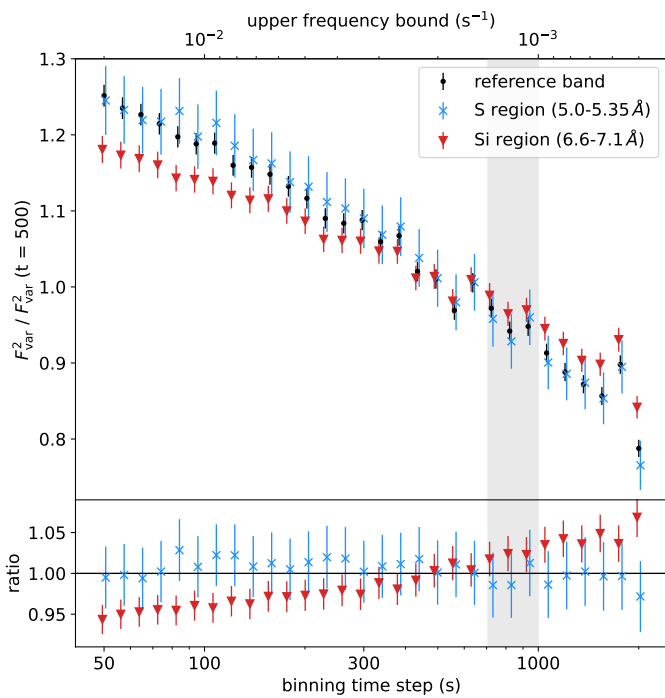 upper frequency bound (s⁻¹)
10⁻² 10⁻³
reference band
S region (5.0-5.35 Å)
Si region (6.6-7.1 Å)
1.3
1.2
1.1
1.0
0.9
0.8
F²var / F²var (t = 500)
1.05
1.00
0.95
ratio
50 100 300 1000
binning time step (s)